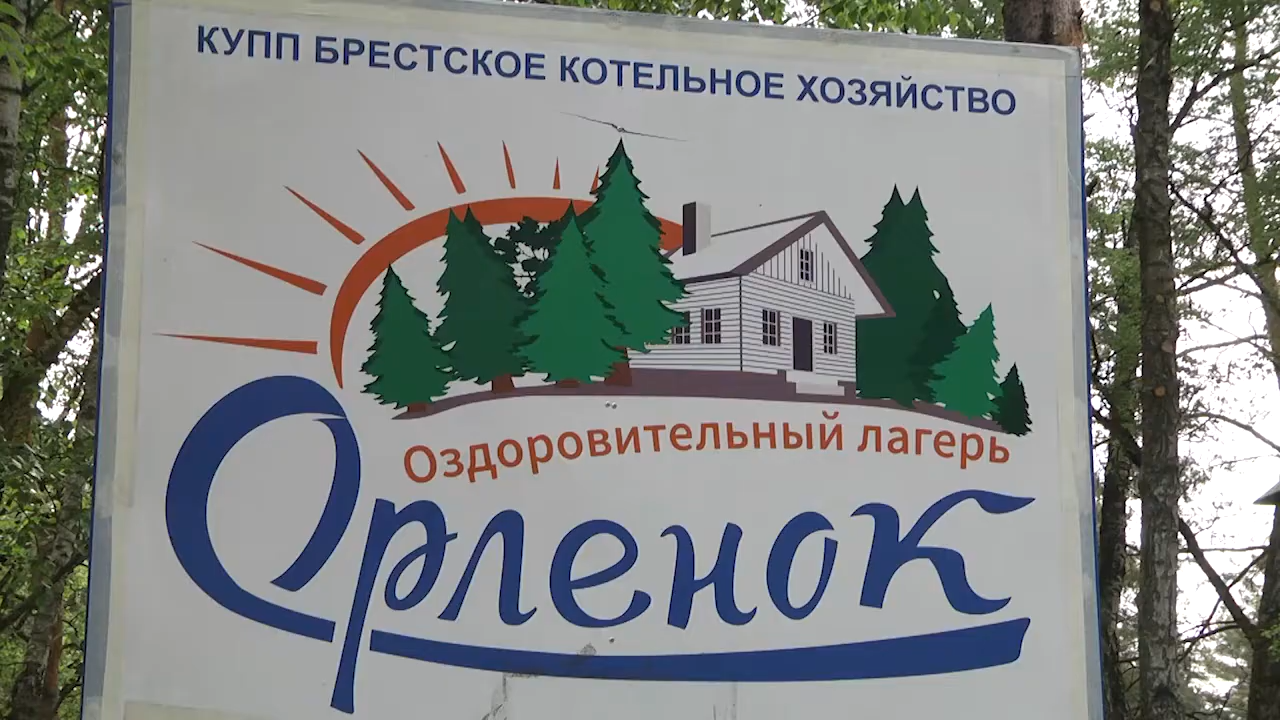 КУПП БРЕСТСКОЕ КОТЕЛЬНОЕ ХОЗЯЙСТВО
Оздоровительный лагерь
Орленок